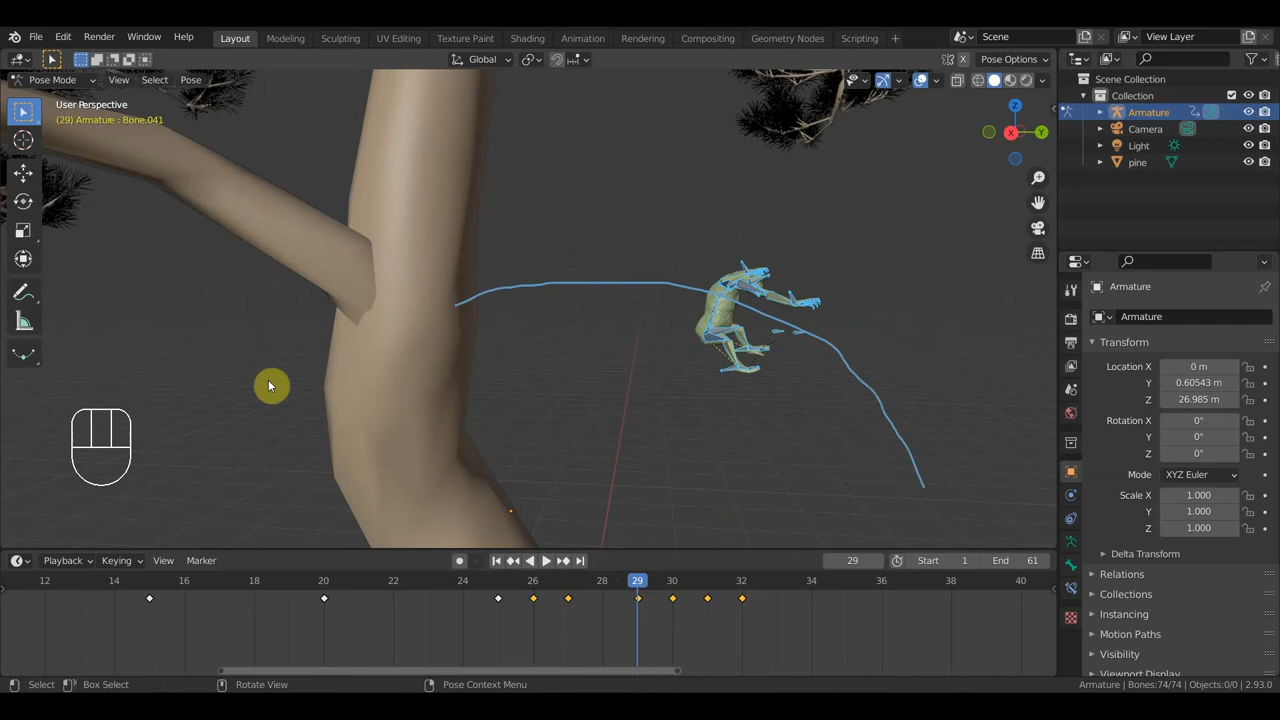 File Edit Render Window Help Layout Modeling Sculpting UV Editing Texture Paint Shading Animation Rendering Compositing Geometry Nodes Scripting + Scene View Layer
Global Pose Options
Pose Mode View Select Pose
User Perspective
(29) Armature : Bone.041
Z
X
Y
Scene Collection
Collection
Armature
Camera
Light
pine
Armature
Armature
Transform
Location X 0 m
Y 0.60543 m
Z 26.985 m
Rotation X 0°
Y 0°
Z 0°
Mode XYZ Euler
Scale X 1.000
Y 1.000
Z 1.000
Delta Transform
Relations
Collections
Instancing
Motion Paths
Visibility
Viewport Display
Playback Keying View Marker 29 Start 1 End 61
12 14 16 18 20 22 24 26 28 29 30 32 34 36 38 40
Select Box Select Rotate View Pose Context Menu Armature | Bones:74/74 | Objects:0/0 | 2.93.0